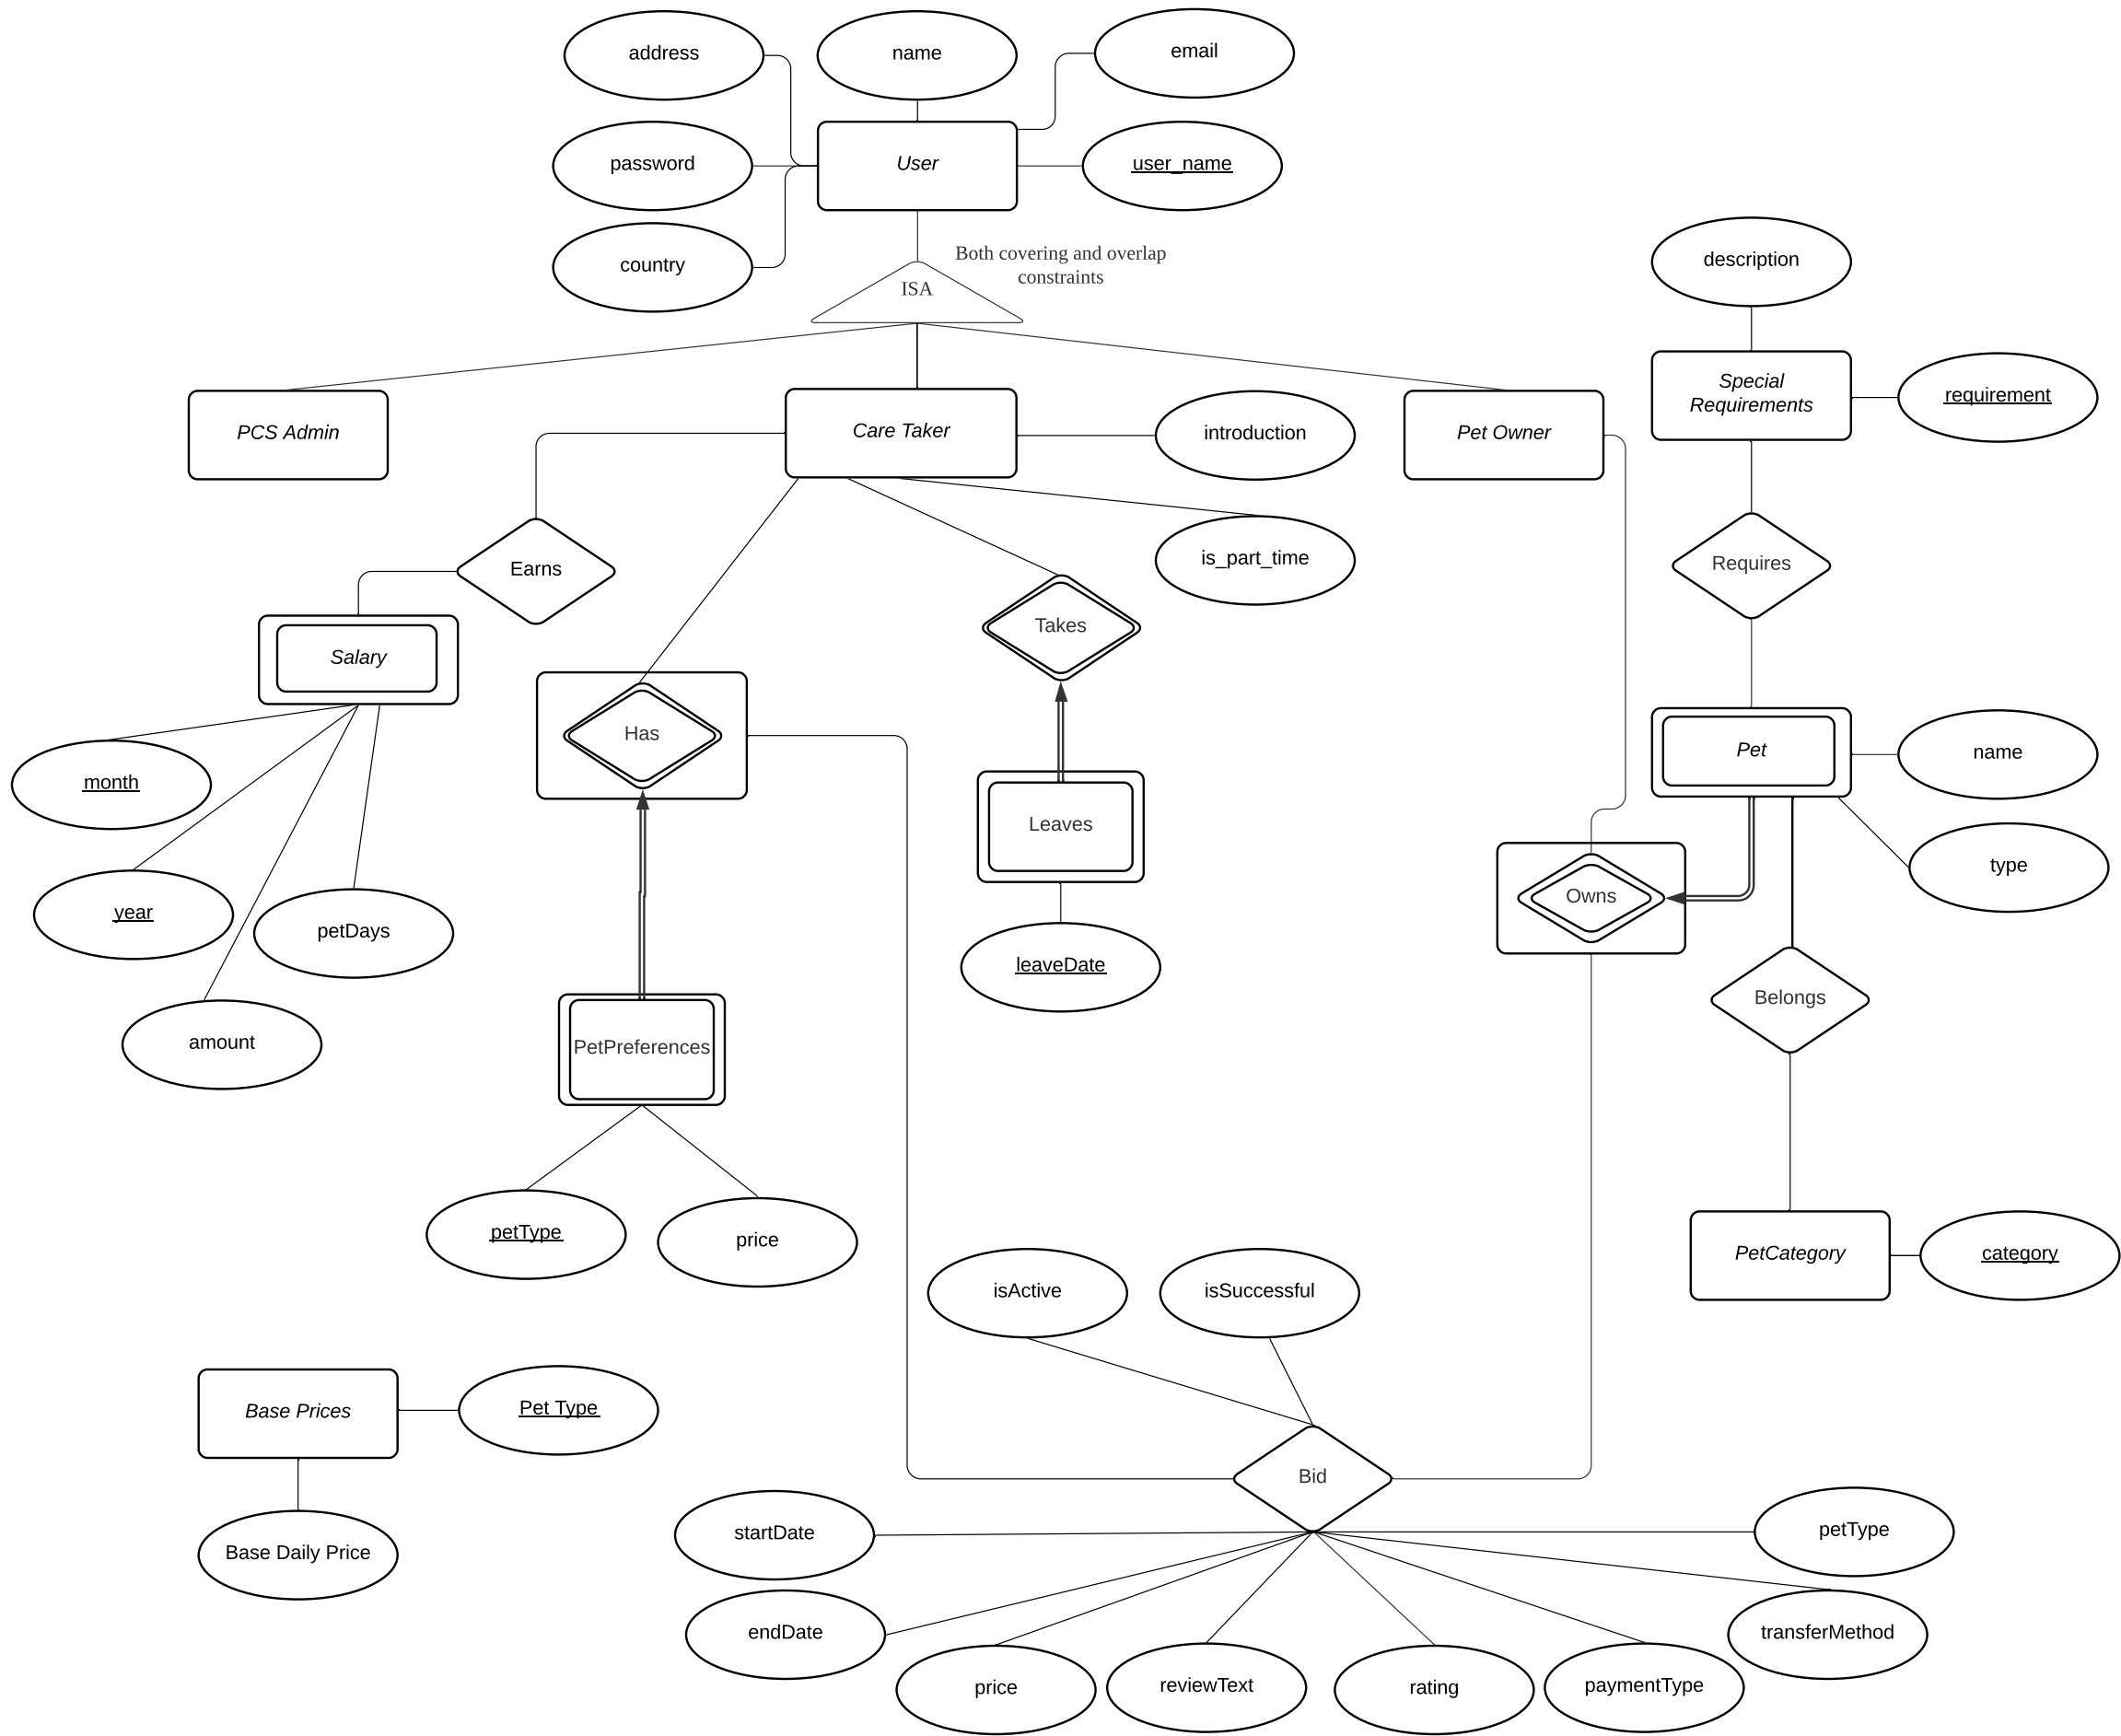 address
name
email
password
User
user_name
country
Both covering and overlap
constraints
ISA
description
Special
Requirements
requirement
PCS Admin
Care Taker
introduction
Pet Owner
Earns
is_part_time
Requires
Takes
Salary
Has
Pet
name
month
Leaves
type
year
petDays
Owns
leaveDate
Belongs
amount
PetPreferences
petType
price
PetCategory
category
isActive
isSuccessful
Base Prices
Pet Type
Bid
Base Daily Price
startDate
petType
endDate
transferMethod
price
reviewText
rating
paymentType